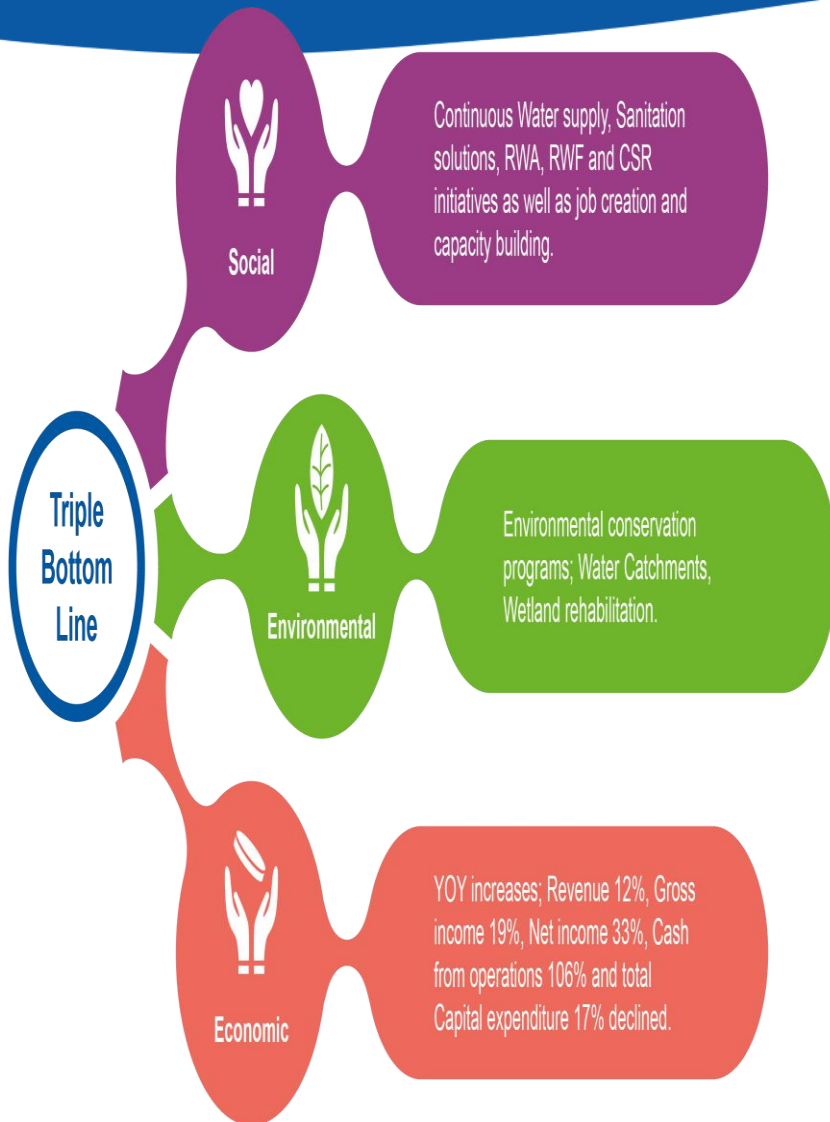 Continuous Water supply, Sanitation
solutions, RWA, RWF and CSR
initiatives as well as job creation and
capacity building.
Social
Triple
Bottom
Line
Environmental conservation
programs; Water Catchments,
Wetland rehabilitation.
Environmental
YOY increases; Revenue 12%, Gross
income 19%, Net income 33%, Cash
from operations 106% and total
Capital expenditure 17% declined.
Economic